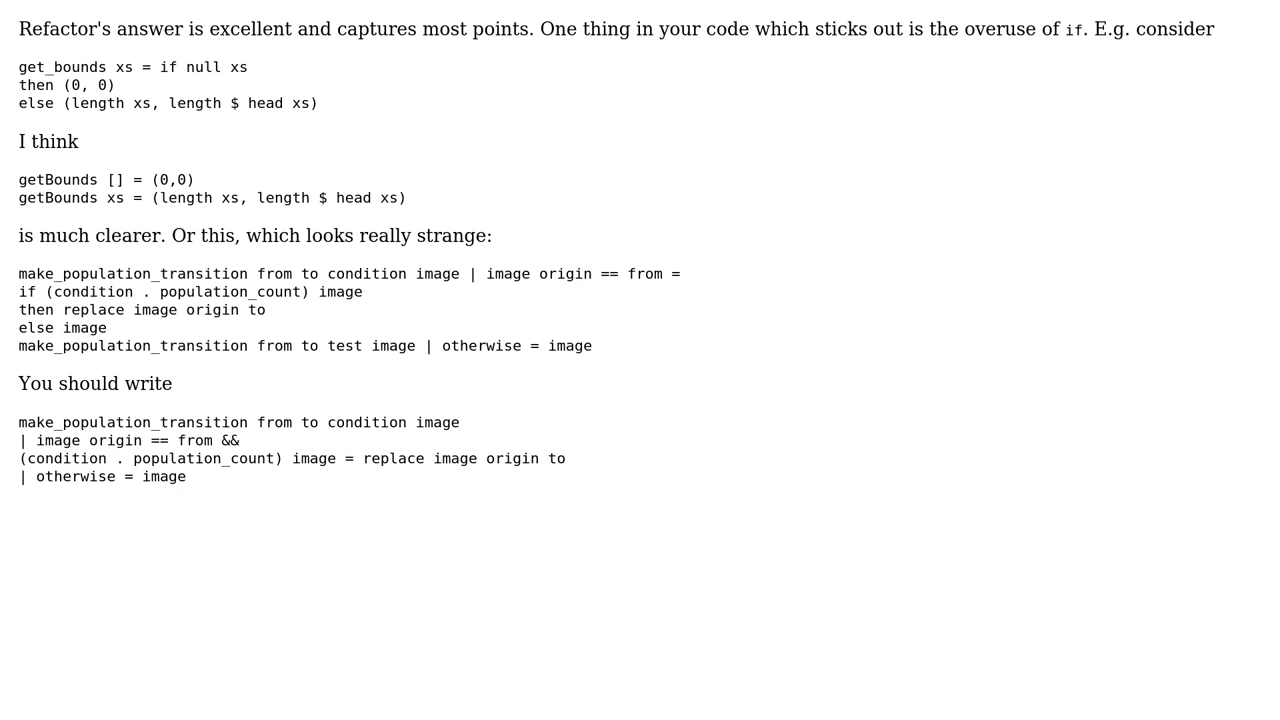 Refactor's answer is excellent and captures most points. One thing in your code which sticks out is the overuse of if. E.g. consider
get_bounds xs = if null xs
then (0, 0)
else (length xs, length $ head xs)
I think
getBounds [] = (0,0)
getBounds xs = (length xs, length $ head xs)
is much clearer. Or this, which looks really strange:
make_population_transition from to condition image | image origin == from =
if (condition . population_count) image
then replace image origin to
else image
make_population_transition from to test image | otherwise = image
You should write
make_population_transition from to condition image
| image origin == from &&
(condition . population_count) image = replace image origin to
| otherwise = image